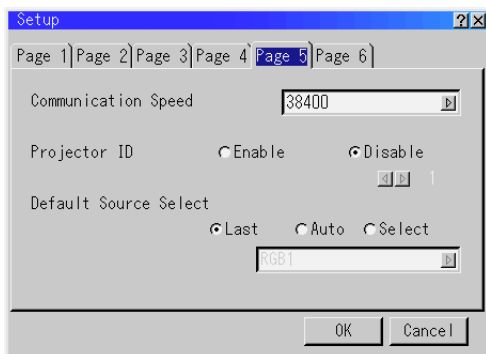 Setup
Page 1 Page 2 Page 3 Page 4 Page 5 Page 6
Communication Speed 38400
Projector ID Enable Disable
1
Default Source Select
Last Auto Select
RGB1
OK Cancel